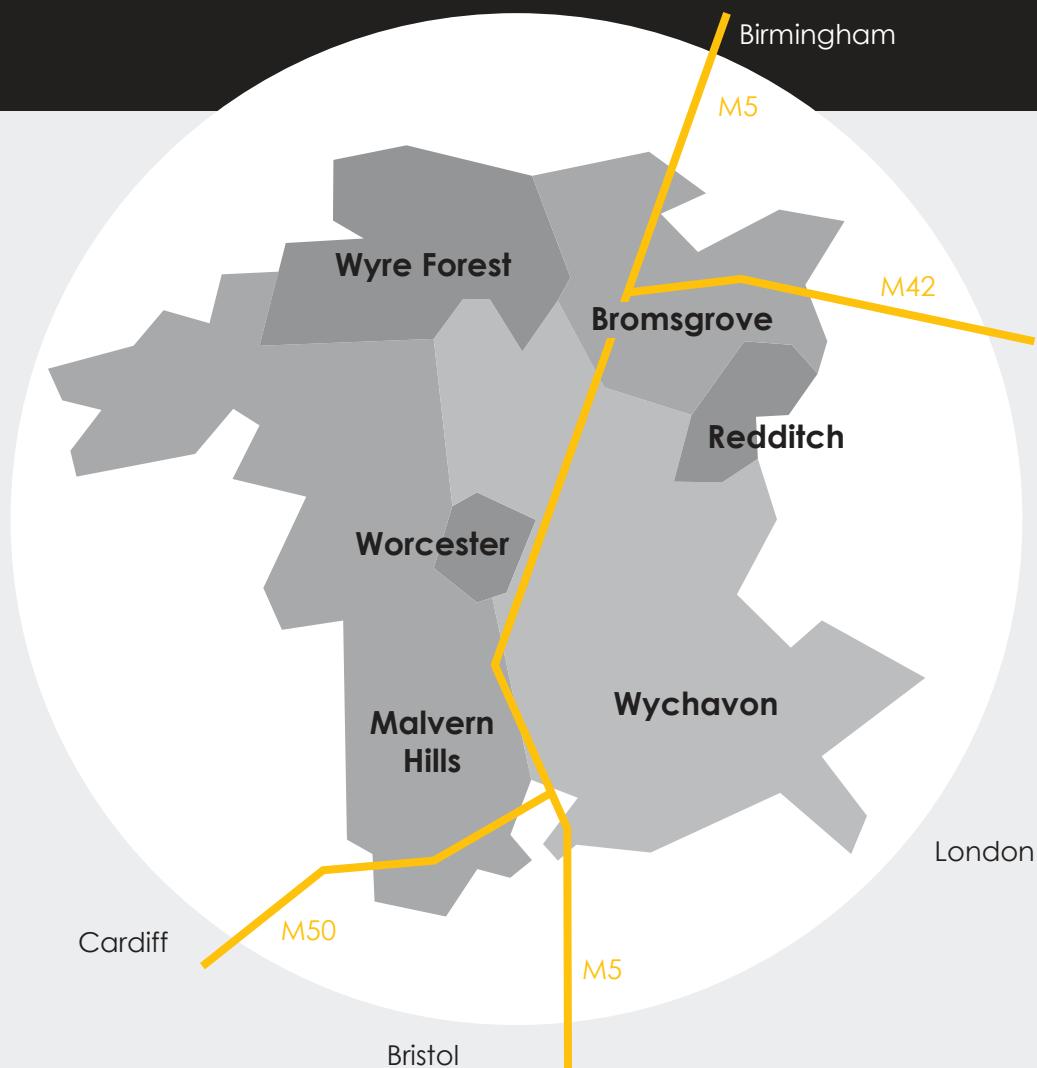 Birmingham
M5
Wyre Forest
M42
Bromsgrove
Redditch
Worcester
Wychavon
Malvern
Hills
London
M50
Cardiff
M5
Bristol